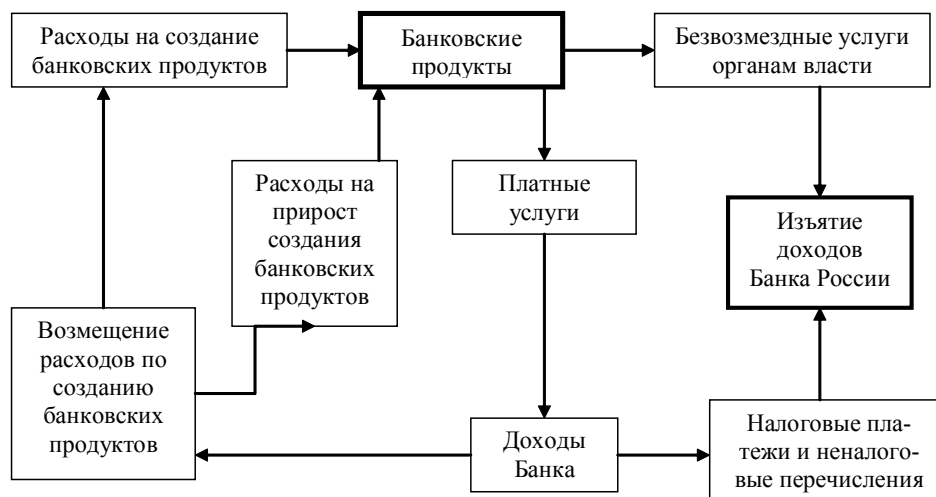 Расходы на создание
банковских продуктов
Банковские
продукты
Безвозмездные услуги
органам власти
Расходы на
прирост
создания
банковских
продуктов
Платные
услуги
Изъятие
доходов
Банка России
Возмещение
расходов по
созданию
банковских
продуктов
Доходы
Банка
Налоговые пла-
тежи и неналого-
вые перечисления